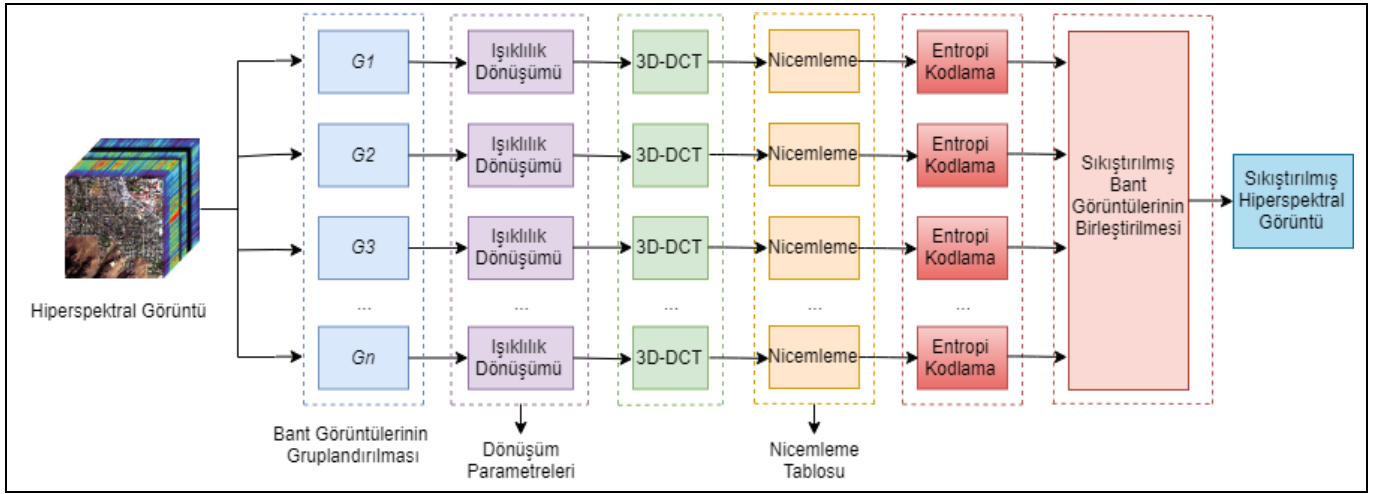 Hiperspektral Görüntü
G1
G2
G3
...
Gn
Bant Görüntülerinin
Gruplandırılması
Işıklılık
Dönüşümü
Işıklılık
Dönüşümü
Işıklılık
Dönüşümü
...
Işıklılık
Dönüşümü
Dönüşüm
Parametreleri
3D-DCT
3D-DCT
3D-DCT
...
3D-DCT
Nicemleme
Nicemleme
Nicemleme
...
Nicemleme
Nicemleme
Tablosu
Entropi
Kodlama
Entropi
Kodlama
Entropi
Kodlama
...
Entropi
Kodlama
Sıkıştırılmış
Bant
Görüntülerinin
Birleştirilmesi
Sıkıştırılmış
Hiperspektral
Görüntü